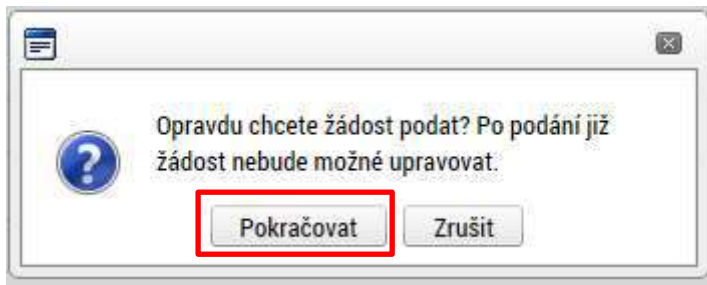 Opravdu chcete žádost podat? Po podání již
žádost nebude možné upravovat.
Pokračovat Zrušit